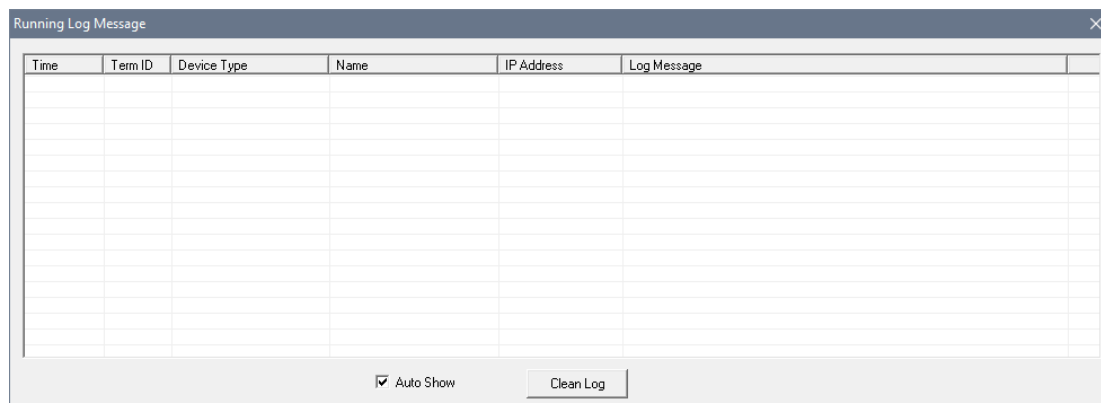 Running Log Message
Time Term ID Device Type Name IP Address Log Message
Auto Show Clean Log